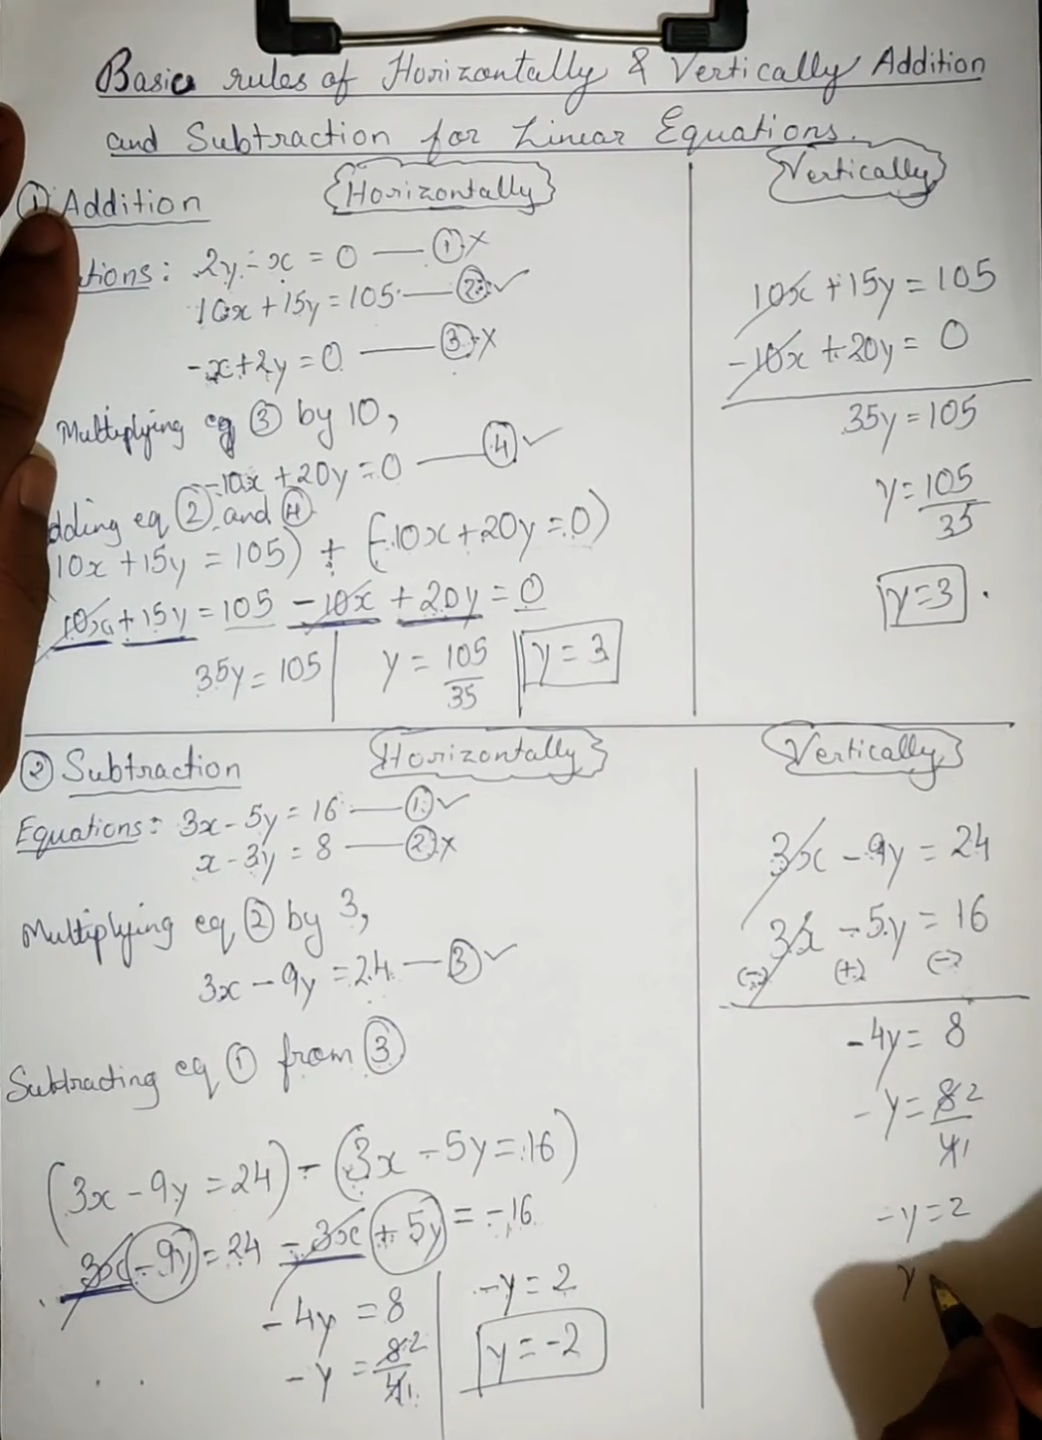 Basic rules of Horizontally & Vertically Addition
and Subtraction for Linear Equations.
① Addition
Horizontally
tions: 2y - x = 0 — ① ×
10x + 15y = 105 — ② ✓
-x + 2y = 0 — ③ ×
Multiplying eq ③ by 10,
-10x + 20y = 0 — ④ ✓
dding eq ② and ④
10x + 15y = 105) + (-10x + 20y = 0)
10x + 15y = 105 - 10x + 20y = 0
35y = 105 | y = 105/35 | y = 3
Vertically
10x + 15y = 105
-10x + 20y = 0
35y = 105
y = 105/35
y = 3.
② Subtraction
Horizontally
Equations: 3x - 5y = 16 — ① ✓
x - 3y = 8 — ② ×
Multiplying eq ② by 3,
3x - 9y = 24 — ③ ✓
Subtracting eq ① from ③
(3x - 9y = 24) - (3x - 5y = 16)
3x - 9y = 24 - 3x + 5y = -16
-4y = 8
-y = 8 2/4 1
-y = 2
y = -2
Vertically
3x - 9y = 24
3x - 5y = 16
(-) (+) (-)
-4y = 8
-y = 8 2/4 1
-y = 2
y